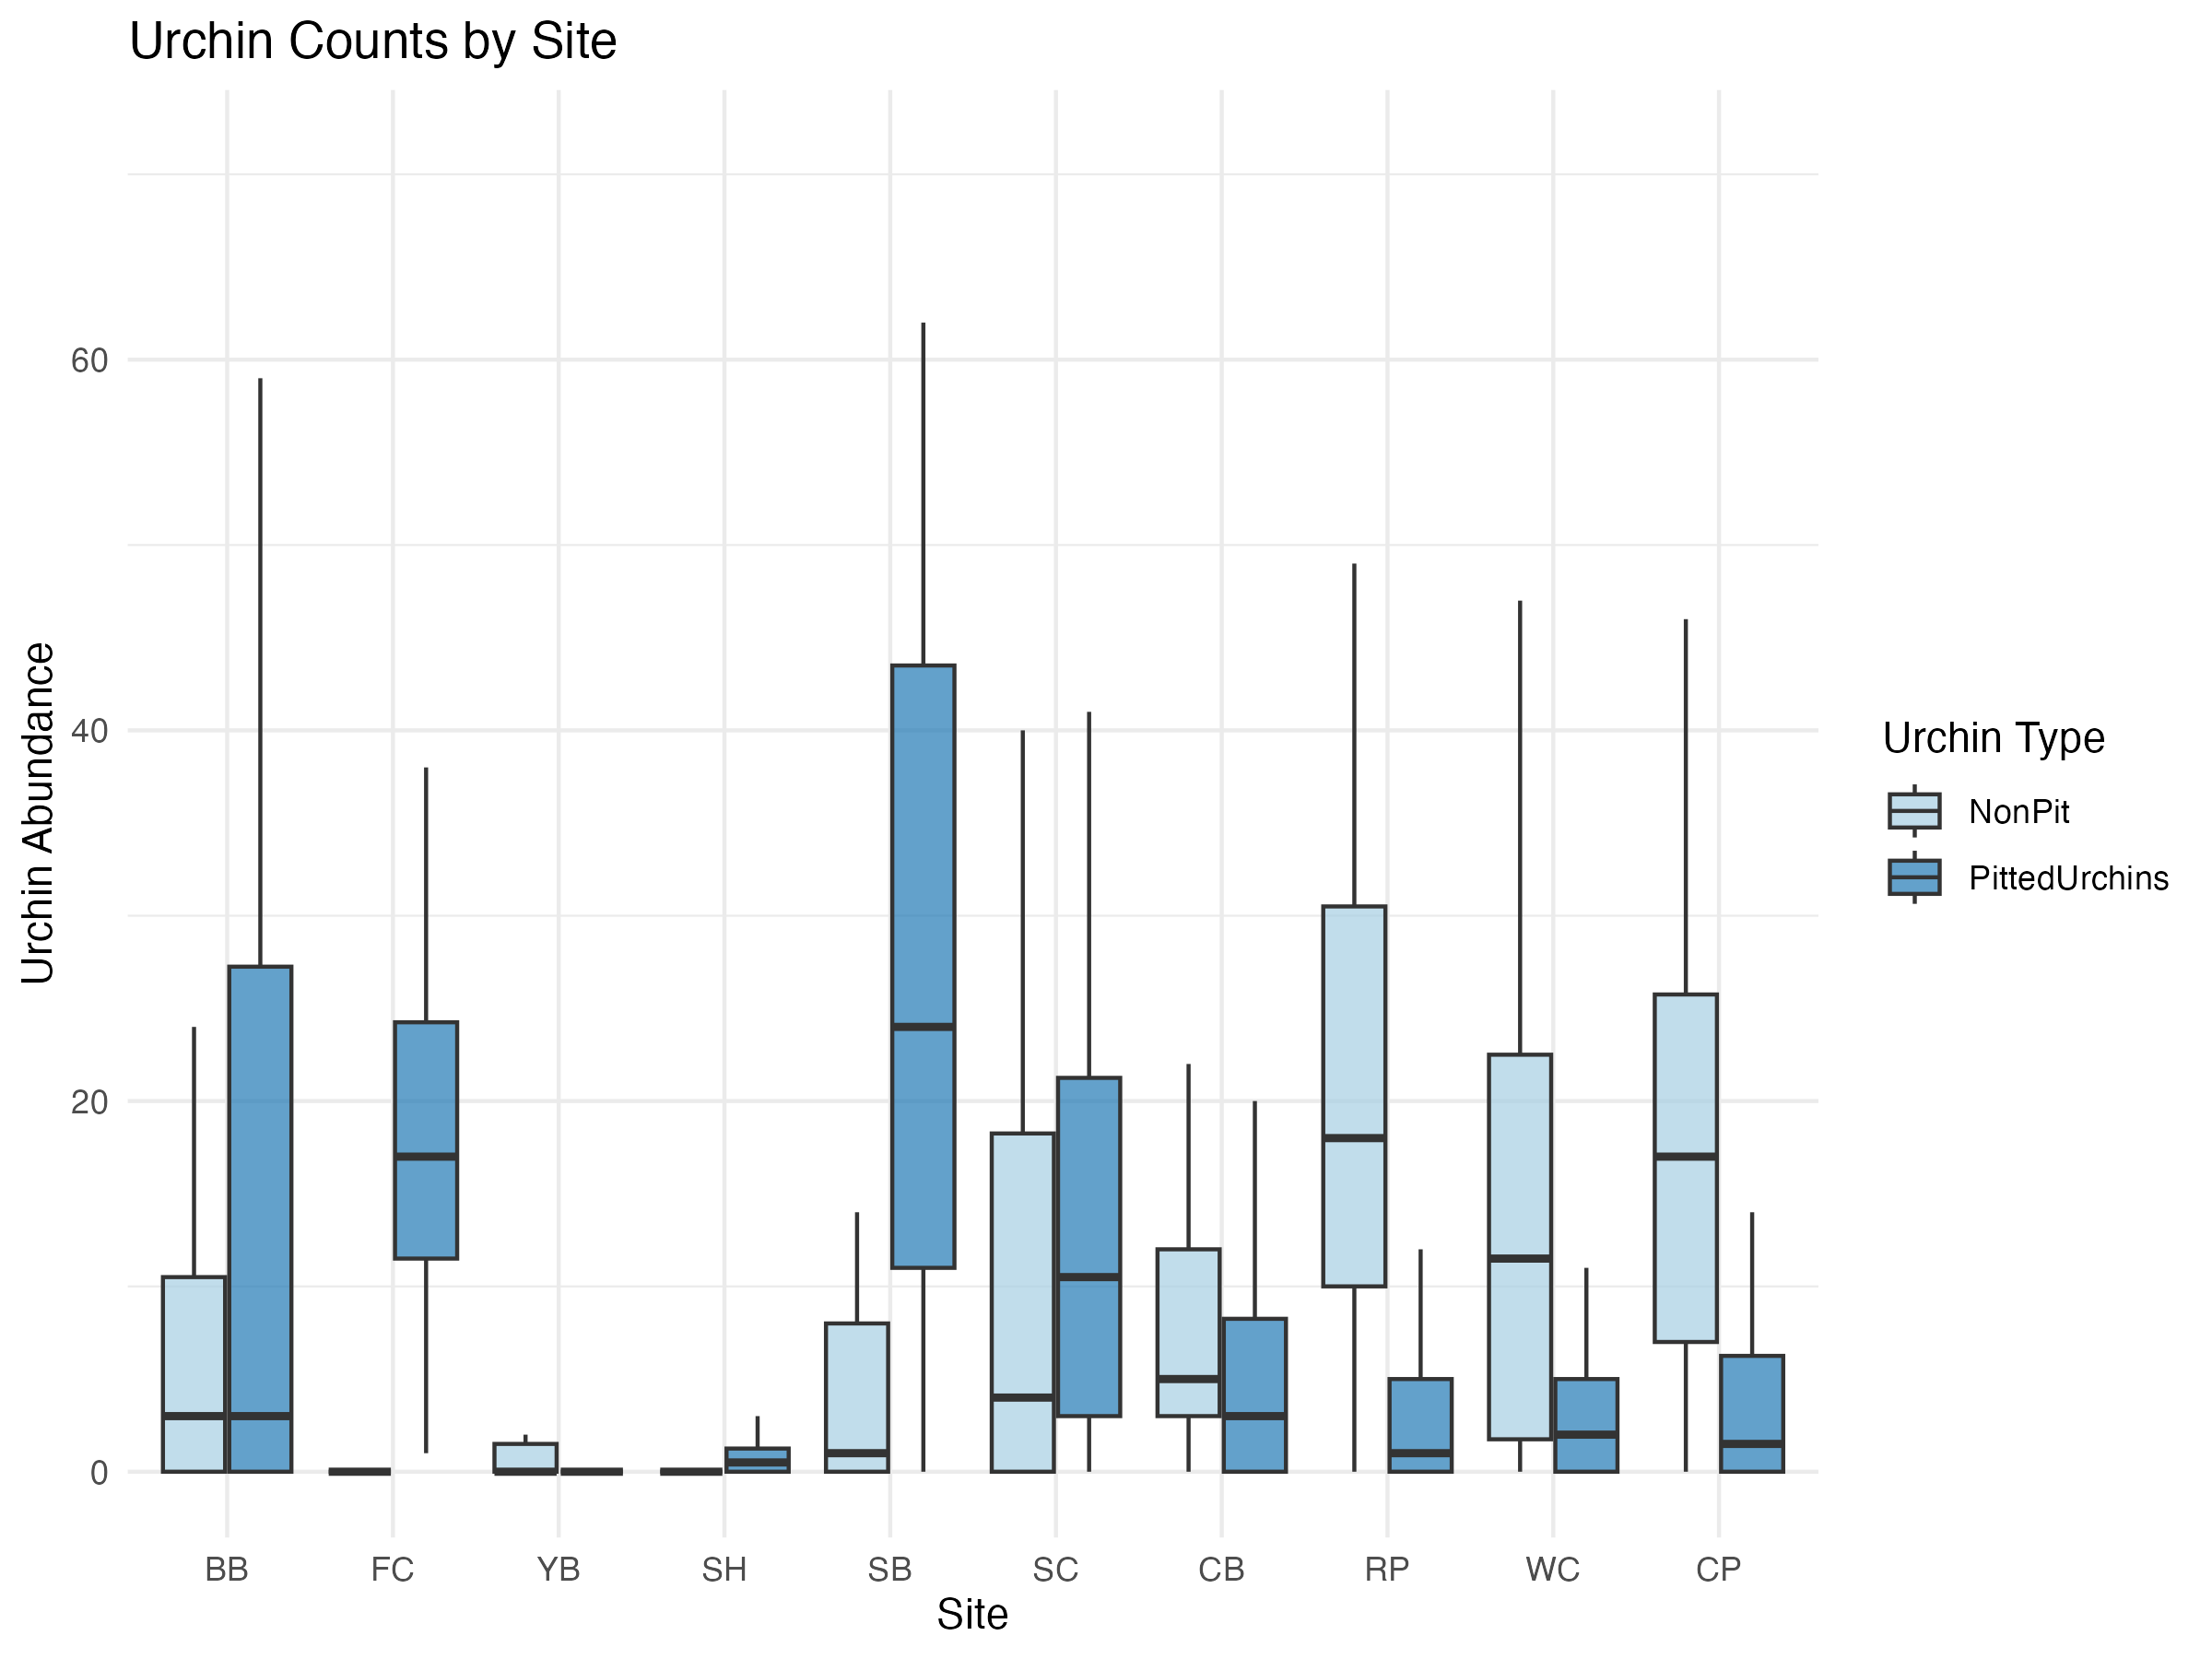 Urchin Counts by Site
Urchin Abundance
60
40
20
0
BB FC YB SH SB SC CB RP WC CP
Site
Urchin Type
NonPit
PittedUrchins